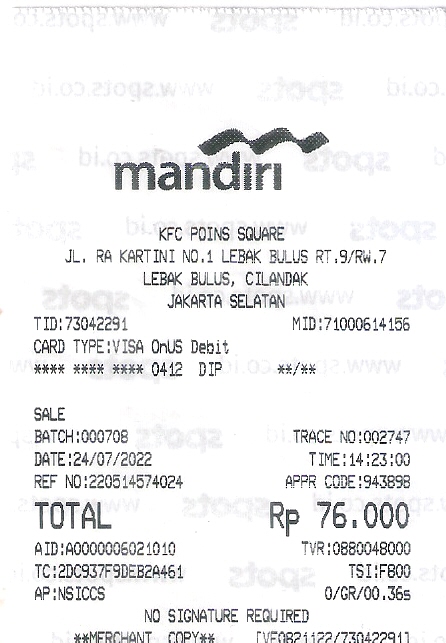 mandiri
KFC POINS SQUARE
JL. RA KARTINI NO.1 LEBAK BULUS RT.9/RW.7
LEBAK BULUS, CILANDAK
JAKARTA SELATAN
TID:73042291 MID:71000614156
CARD TYPE:VISA OnUS Debit
**** **** **** 0412 DIP **/**
SALE
BATCH:000708 TRACE NO:002747
DATE:24/07/2022 TIME:14:23:00
REF NO:220514574024 APPR CODE:943898
TOTAL Rp 76.000
AID:A0000006021010 TVR:0880048000
TC:2DC937F9DEB2A461 TSI:F800
AP:NSICCS 0/GR/00.36s
NO SIGNATURE REQUIRED
**MERCHANT COPY** [VF0821122/73042291]